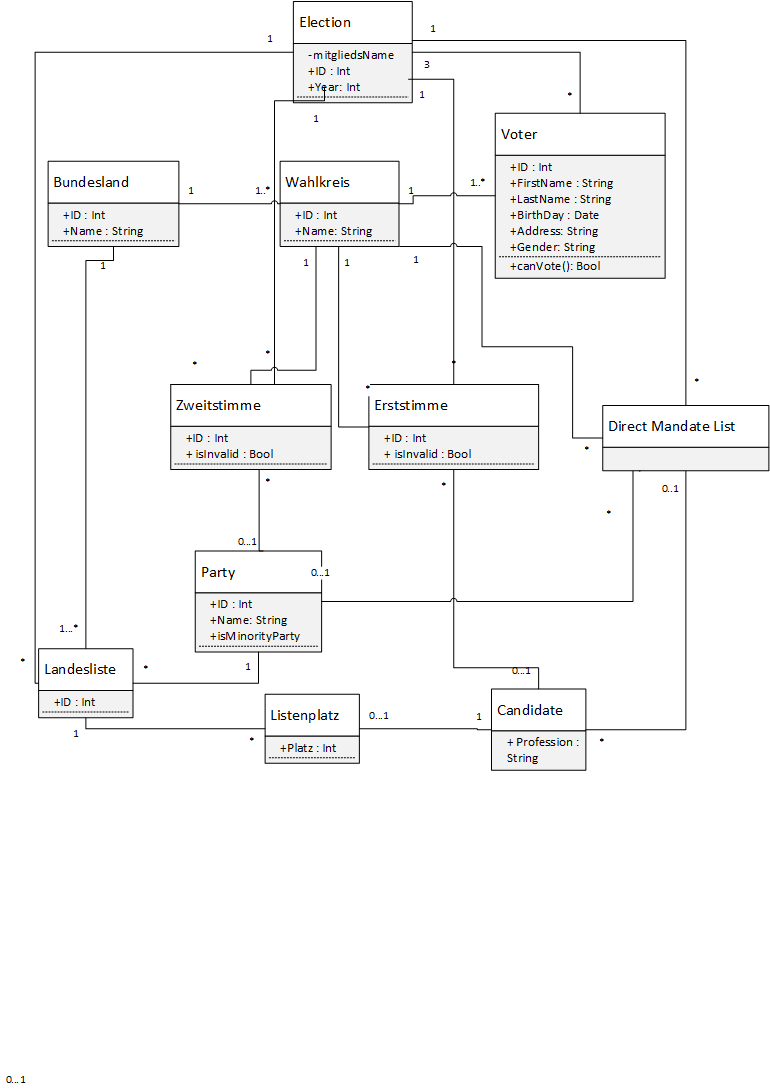 Election
-mitgliedsName
+ID : Int
+Year: Int
1
1
1
3
1
1
*
Voter
+ID : Int
+FirstName : String
+LastName : String
+BirthDay : Date
+Address: String
+Gender: String
+canVote(): Bool
Bundesland
+ID : Int
+Name : String
1
1..*
Wahlkreis
+ID : Int
+Name: String
1
1..*
1
1
1
1
*
*
*
*
*
Zweitstimme
+ID : Int
+ isInvalid : Bool
Erststimme
+ID : Int
+ isInvalid : Bool
Direct Mandate List
*
*
*
0..1
*
0...1
Party
+ID : Int
+Name: String
+isMinorityParty
0...1
1...*
*
Landesliste
+ID : Int
*
1
0...1
Listenplatz
+Platz : Int
1
*
0...1
1
Candidate
+ Profession :
String
*
0...1